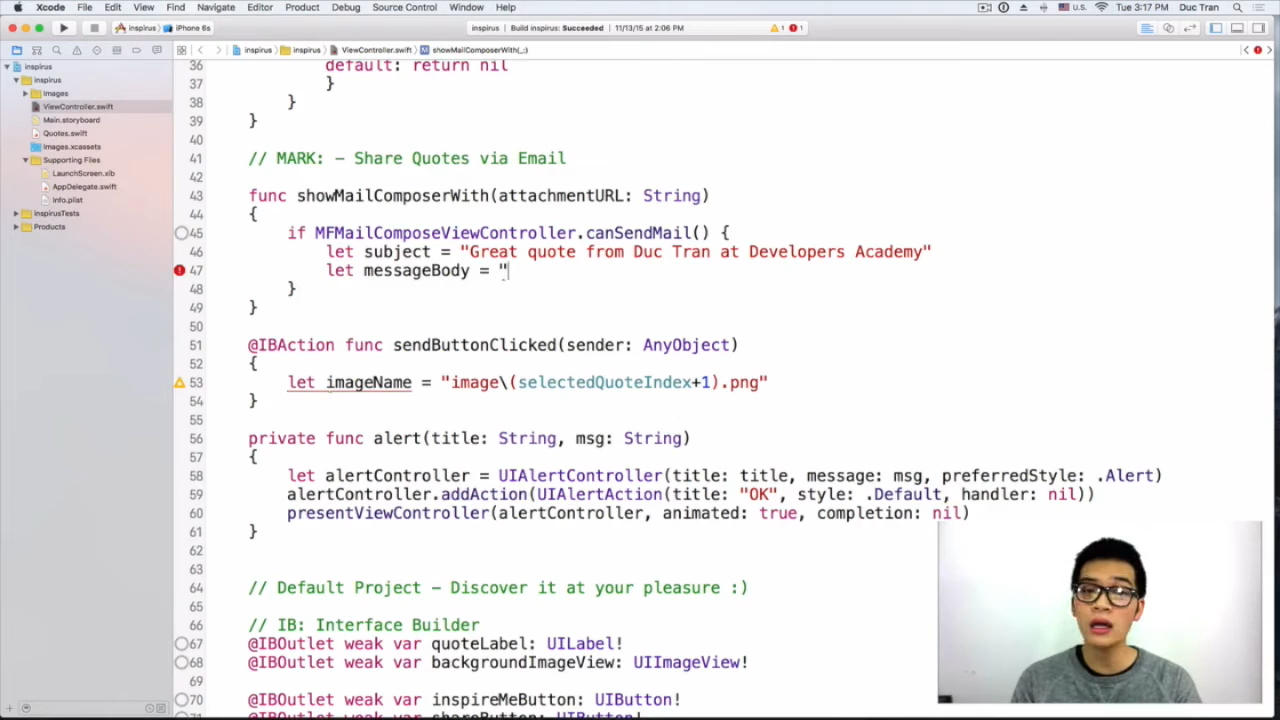 Xcode File Edit View Find Navigate Editor Product Debug Source Control Window Help
U.S. Tue 3:17 PM Duc Tran
inspirus iPhone 6s
inspirus Build inspirus: Succeeded 11/13/15 at 2:06 PM 1 1
inspirus inspirus ViewController.swift M showMailComposerWith(_:)
inspirus
inspirus
Images
ViewController.swift
Main.storyboard
Quotes.swift
Images.xcassets
Supporting Files
LaunchScreen.xib
AppDelegate.swift
Info.plist
inspirusTests
Products
36 default: return nil
37 }
38 }
39 }
40
41 // MARK: - Share Quotes via Email
42
43 func showMailComposerWith(attachmentURL: String)
44 {
45 if MFMailComposeViewController.canSendMail() {
46 let subject = "Great quote from Duc Tran at Developers Academy"
47 let messageBody = "
48 }
49 }
50
51 @IBAction func sendButtonClicked(sender: AnyObject)
52 {
53 let imageName = "image\(selectedQuoteIndex+1).png"
54 }
55
56 private func alert(title: String, msg: String)
57 {
58 let alertController = UIAlertController(title: title, message: msg, preferredStyle: .Alert)
59 alertController.addAction(UIAlertAction(title: "OK", style: .Default, handler: nil))
60 presentViewController(alertController, animated: true, completion: nil)
61 }
62
63
64 // Default Project - Discover it at your pleasure :)
65
66 // IB: Interface Builder
67 @IBOutlet weak var quoteLabel: UILabel!
68 @IBOutlet weak var backgroundImageView: UIImageView!
69
70 @IBOutlet weak var inspireMeButton: UIButton!
71 @IBOutlet weak var shareButton: UIButton!